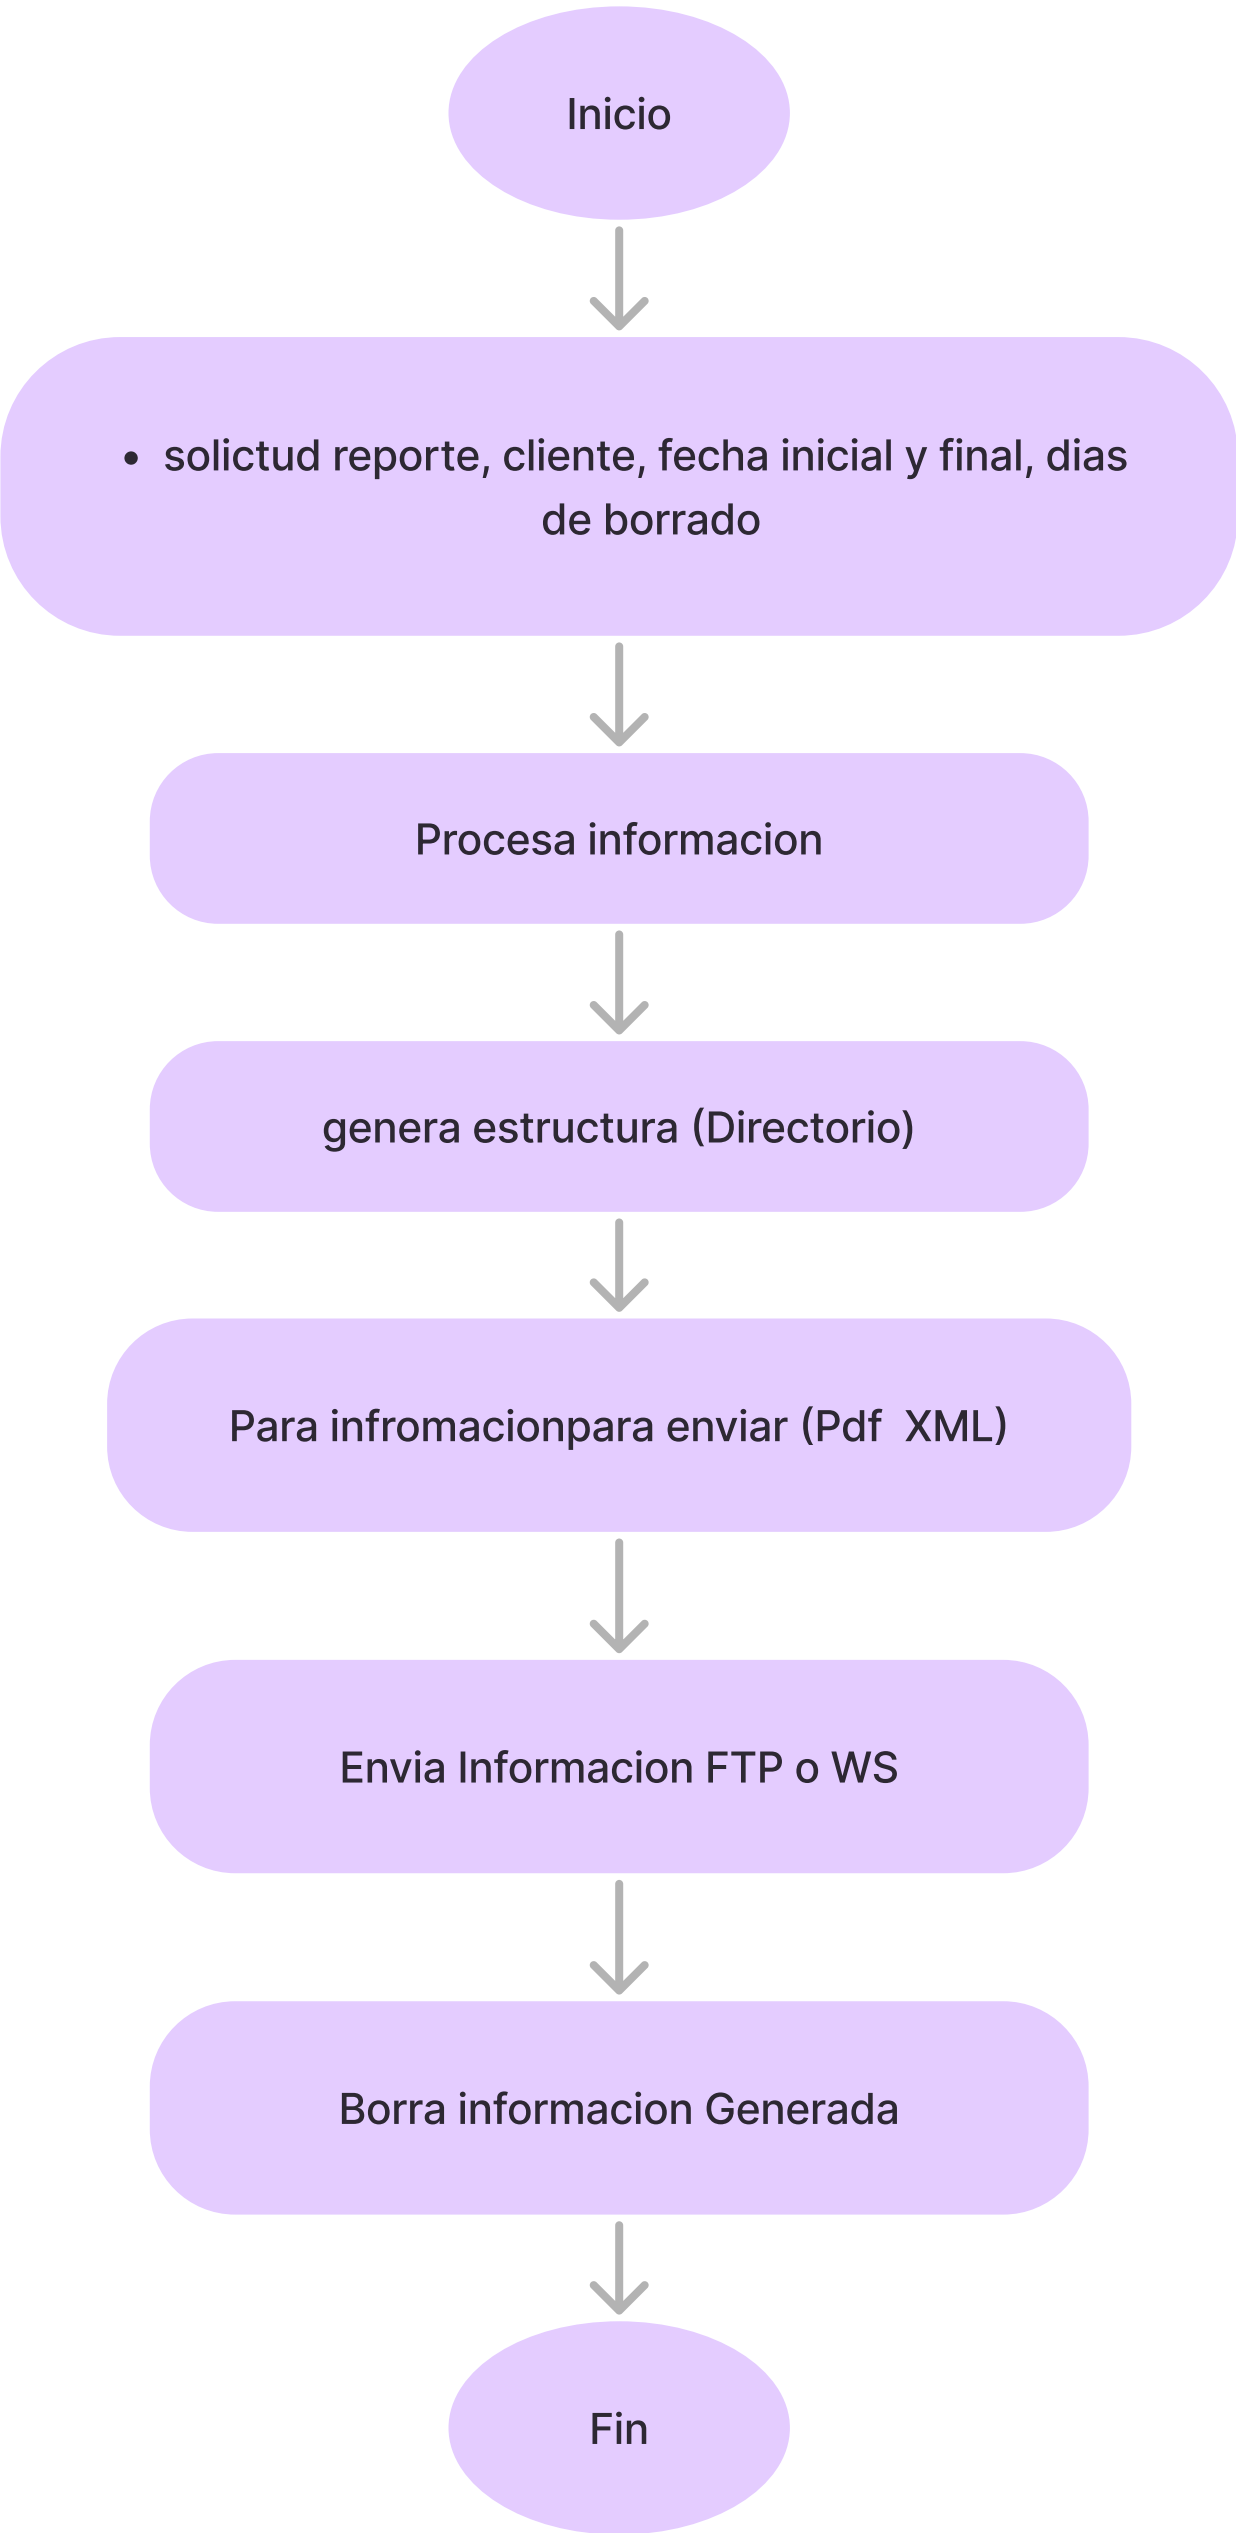 Inicio
• solictud reporte, cliente, fecha inicial y final, dias
de borrado
Procesa informacion
genera estructura (Directorio)
Para infromacionpara enviar (Pdf  XML)
Envia Informacion FTP o WS
Borra informacion Generada
Fin